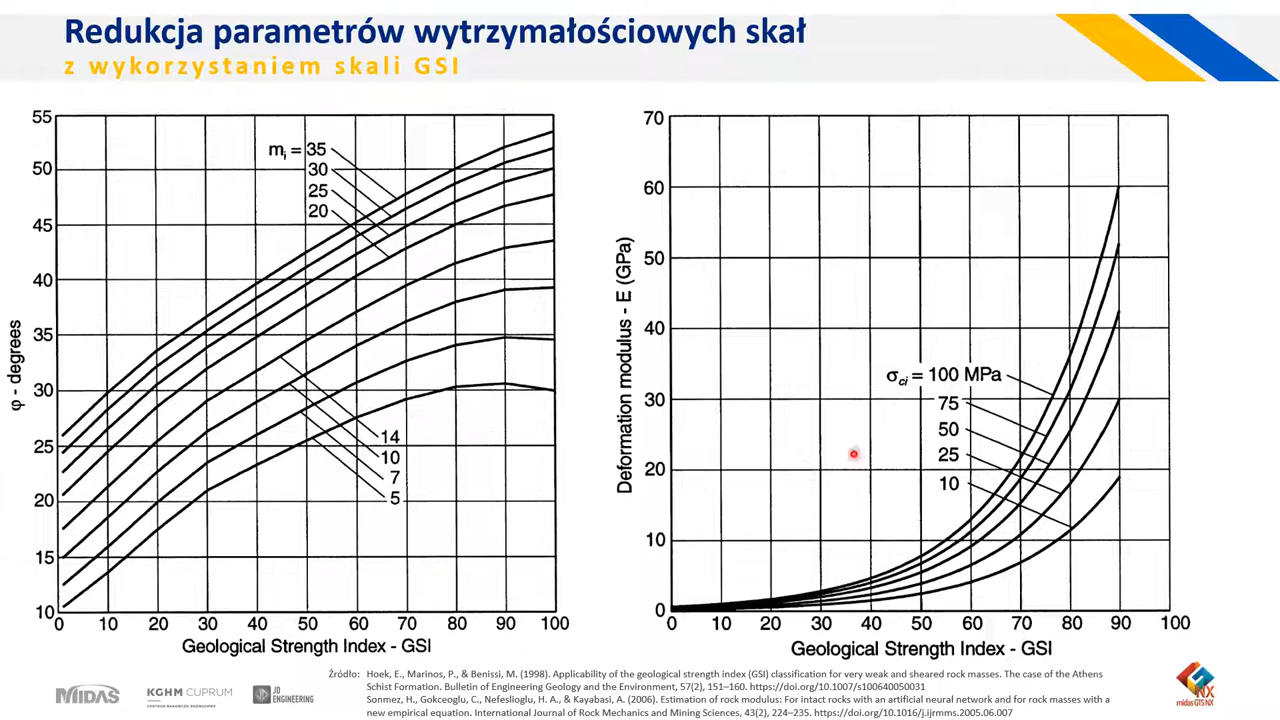 Redukcja parametrów wytrzymałościowych skał
z wykorzystaniem skali GSI
55
50
45
40
35
30
25
20
15
10
φ - degrees
mi = 35
30
25
20
14
10
7
5
0 10 20 30 40 50 60 70 80 90 100
Geological Strength Index - GSI
70
60
50
40
30
20
10
0
Deformation modulus - E (GPa)
σci = 100 MPa
75
50
25
10
0 10 20 30 40 50 60 70 80 90 100
Geological Strength Index - GSI
Źródło: Hoek, E., Marinos, P., & Benissi, M. (1998). Applicability of the geological strength index (GSI) classification for very weak and sheared rock masses. The case of the Athens
Schist Formation. Bulletin of Engineering Geology and the Environment, 57(2), 151–160. https://doi.org/10.1007/s100640050031
Sonmez, H., Gokceoglu, C., Nefeslioglu, H. A., & Kayabasi, A. (2006). Estimation of rock modulus: For intact rocks with an artificial neural network and for rock masses with a
new empirical equation. International Journal of Rock Mechanics and Mining Sciences, 43(2), 224–235. https://doi.org/10.1016/j.ijrmms.2005.06.007
MIDAS
KGHM CUPRUM
JD
ENGINEERING
NX
midas GTS NX